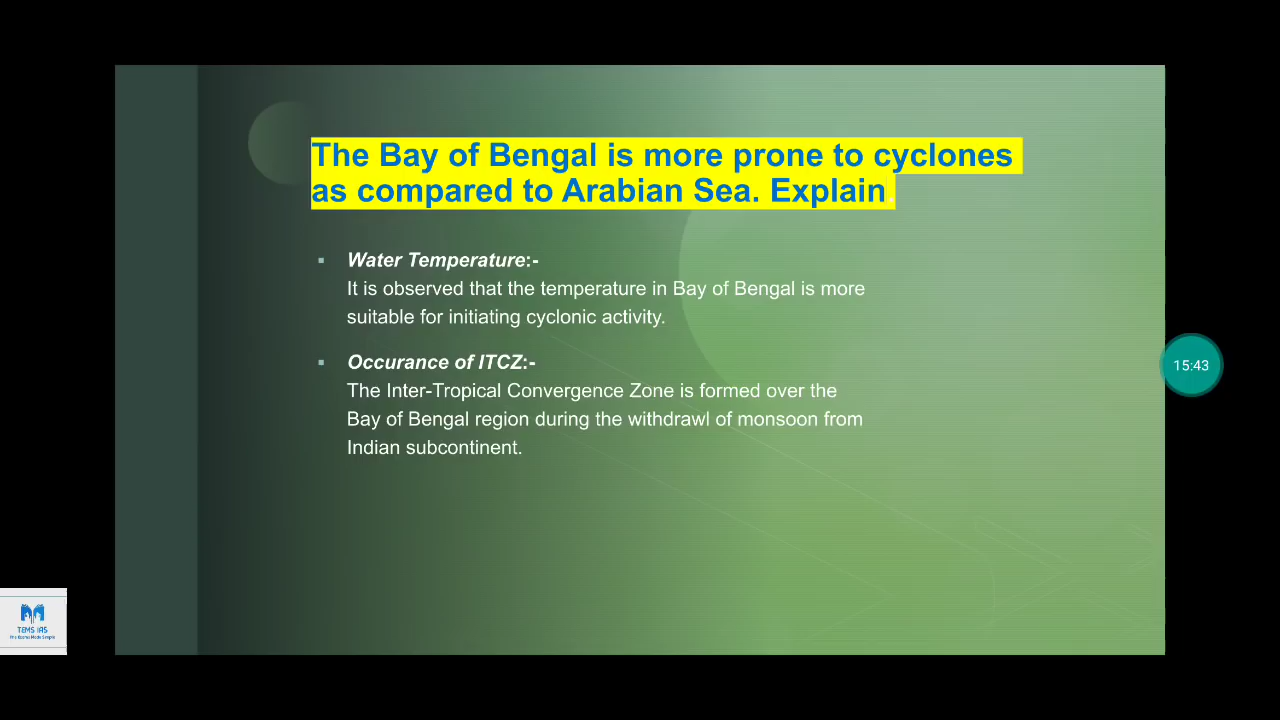 The Bay of Bengal is more prone to cyclones
as compared to Arabian Sea. Explain.
Water Temperature:-
It is observed that the temperature in Bay of Bengal is more
suitable for initiating cyclonic activity.
Occurance of ITCZ:-
The Inter-Tropical Convergence Zone is formed over the
Bay of Bengal region during the withdrawl of monsoon from
Indian subcontinent.
15:43
TEMS IAS